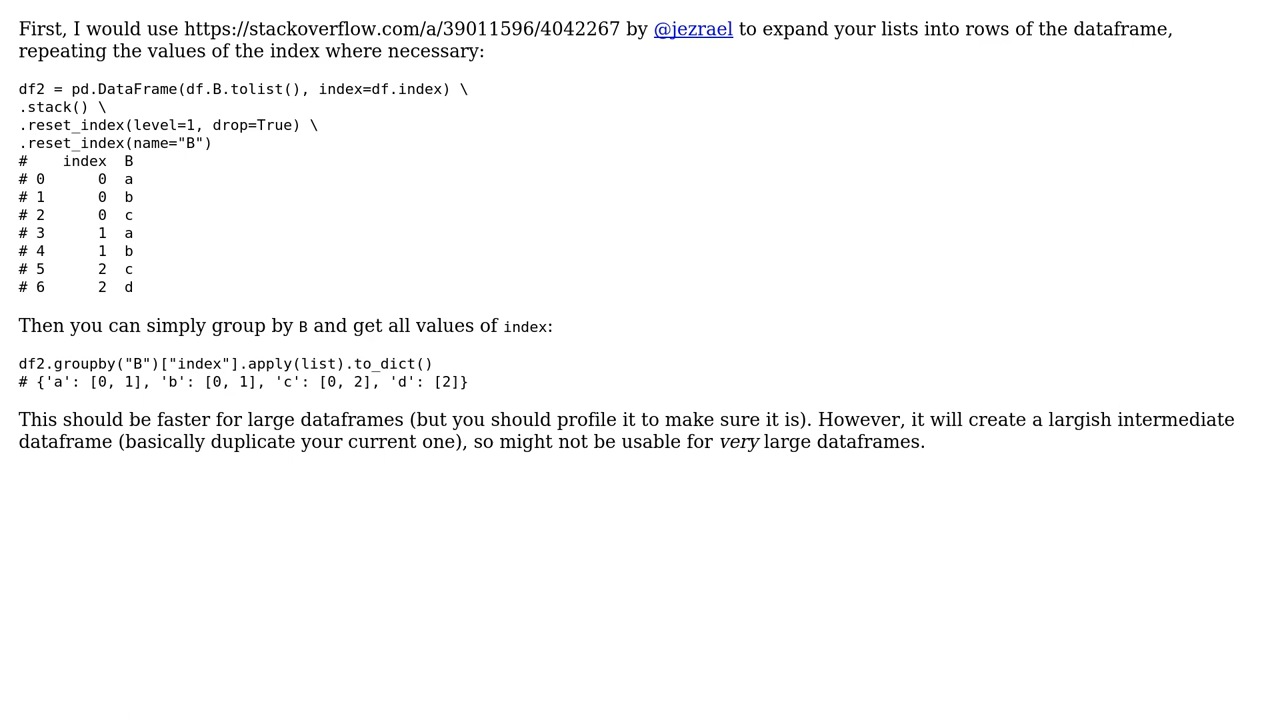 First, I would use https://stackoverflow.com/a/39011596/4042267 by @jezrael to expand your lists into rows of the dataframe,
repeating the values of the index where necessary:
df2 = pd.DataFrame(df.B.tolist(), index=df.index) \
.stack() \
.reset_index(level=1, drop=True) \
.reset_index(name="B")
#    index  B
# 0      0  a
# 1      0  b
# 2      0  c
# 3      1  a
# 4      1  b
# 5      2  c
# 6      2  d
Then you can simply group by B and get all values of index:
df2.groupby("B")["index"].apply(list).to_dict()
# {'a': [0, 1], 'b': [0, 1], 'c': [0, 2], 'd': [2]}
This should be faster for large dataframes (but you should profile it to make sure it is). However, it will create a largish intermediate
dataframe (basically duplicate your current one), so might not be usable for very large dataframes.